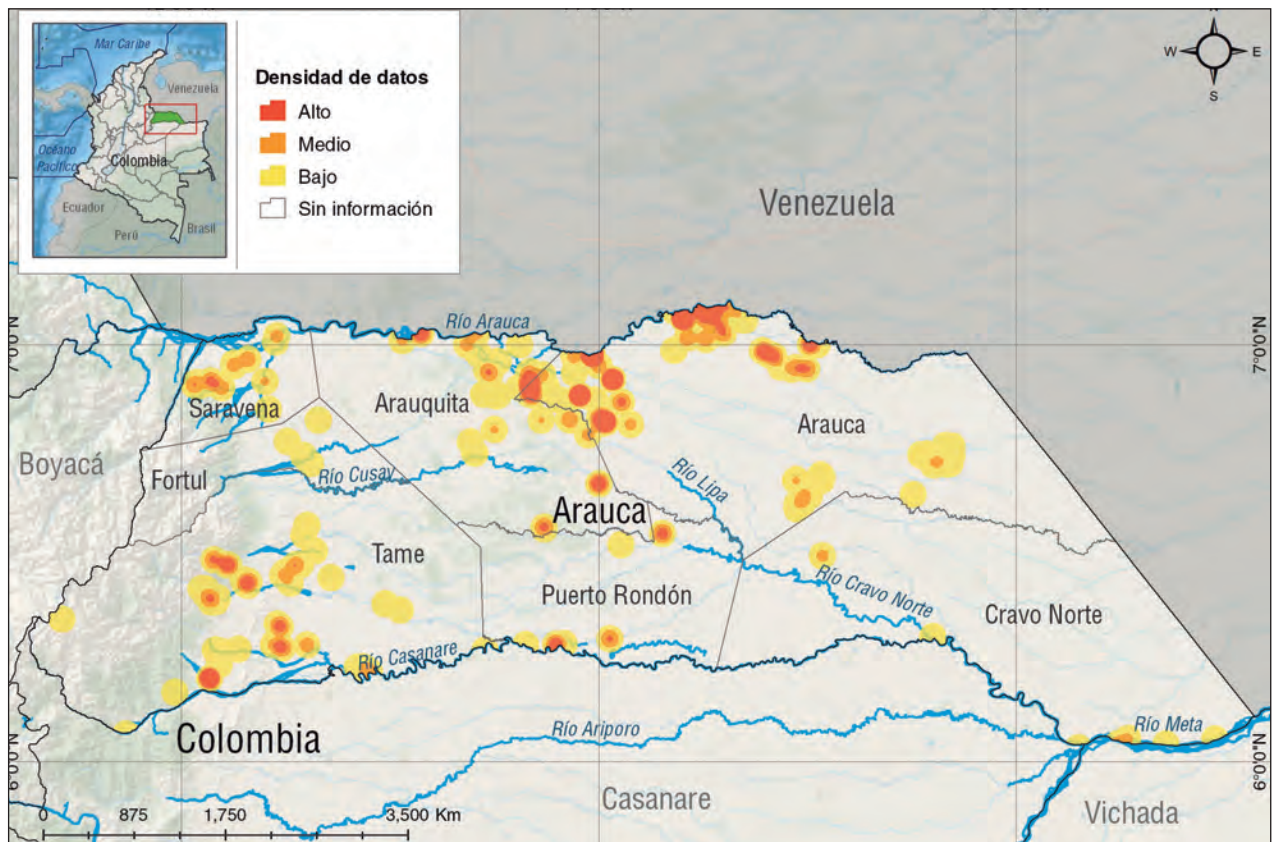 Mar Caribe
Venezuela
Océano
Pacífico
Colombia
Ecuador
Perú
Brasil
Densidad de datos
Alto
Medio
Bajo
Sin información
W
E
S
Venezuela
7°0'0"N
7°0'0"N
Río Arauca
Saravena
Arauquita
Arauca
Boyacá
Fortul
Río Cusay
Río Lipa
Arauca
Tame
Puerto Rondón
Río Cravo Norte
Cravo Norte
Río Casanare
Colombia
Río Ariporo
Río Meta
6°0'0"N
6°0'0"N
Casanare
Vichada
0 875 1,750 3,500 Km